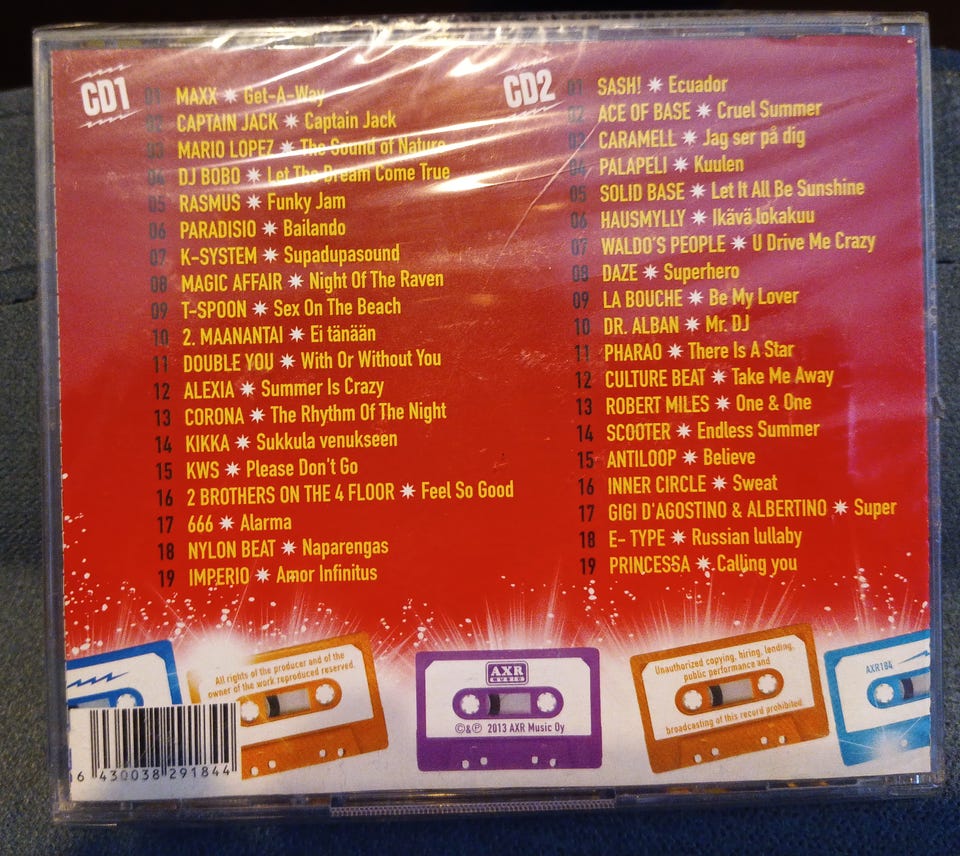 CD1
01 MAXX ✷ Get-A-Way
02 CAPTAIN JACK ✷ Captain Jack
03 MARIO LOPEZ ✷ The Sound of Nature
04 DJ BOBO ✷ Let The Dream Come True
05 RASMUS ✷ Funky Jam
06 PARADISIO ✷ Bailando
07 K-SYSTEM ✷ Supadupasound
08 MAGIC AFFAIR ✷ Night Of The Raven
09 T-SPOON ✷ Sex On The Beach
10 2. MAANANTAI ✷ Ei tänään
11 DOUBLE YOU ✷ With Or Without You
12 ALEXIA ✷ Summer Is Crazy
13 CORONA ✷ The Rhythm Of The Night
14 KIKKA ✷ Sukkula venukseen
15 KWS ✷ Please Don't Go
16 2 BROTHERS ON THE 4 FLOOR ✷ Feel So Good
17 666 ✷ Alarma
18 NYLON BEAT ✷ Naparengas
19 IMPERIO ✷ Amor Infinitus
CD2
01 SASH! ✷ Ecuador
02 ACE OF BASE ✷ Cruel Summer
03 CARAMELL ✷ Jag ser på dig
04 PALAPELI ✷ Kuulen
05 SOLID BASE ✷ Let It All Be Sunshine
06 HAUSMYLLY ✷ Ikävä lokakuu
07 WALDO'S PEOPLE ✷ U Drive Me Crazy
08 DAZE ✷ Superhero
09 LA BOUCHE ✷ Be My Lover
10 DR. ALBAN ✷ Mr. DJ
11 PHARAO ✷ There Is A Star
12 CULTURE BEAT ✷ Take Me Away
13 ROBERT MILES ✷ One & One
14 SCOOTER ✷ Endless Summer
15 ANTILOOP ✷ Believe
16 INNER CIRCLE ✷ Sweat
17 GIGI D'AGOSTINO & ALBERTINO ✷ Super
18 E- TYPE ✷ Russian lullaby
19 PRINCESSA ✷ Calling you
All rights of the producer and of the
owner of the work reproduced reserved.
AXR
MUSIC
©&℗ 2013 AXR Music Oy
Unauthorized copying, hiring, lending,
public performance and
broadcasting of this record prohibited.
AXR184
6 430038 291844